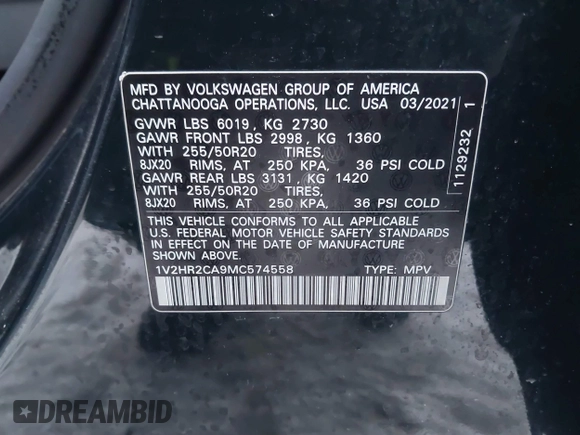 MFD BY VOLKSWAGEN GROUP OF AMERICA
CHATTANOOGA OPERATIONS, LLC. USA 03/2021
GVWR LBS 6019, KG 2730
GAWR FRONT LBS 2998, KG 1360
WITH 255/50R20 TIRES,
8JX20 RIMS, AT 250 KPA, 36 PSI COLD
GAWR REAR LBS 3131, KG 1420
WITH 255/50R20 TIRES,
8JX20 RIMS, AT 250 KPA, 36 PSI COLD
THIS VEHICLE CONFORMS TO ALL APPLICABLE
U.S. FEDERAL MOTOR VEHICLE SAFETY STANDARDS
IN EFFECT ON THE DATE OF MANUFACTURE
SHOWN ABOVE.
1V2HR2CA9MC574558 TYPE: MPV
1129232 1
DREAMBID